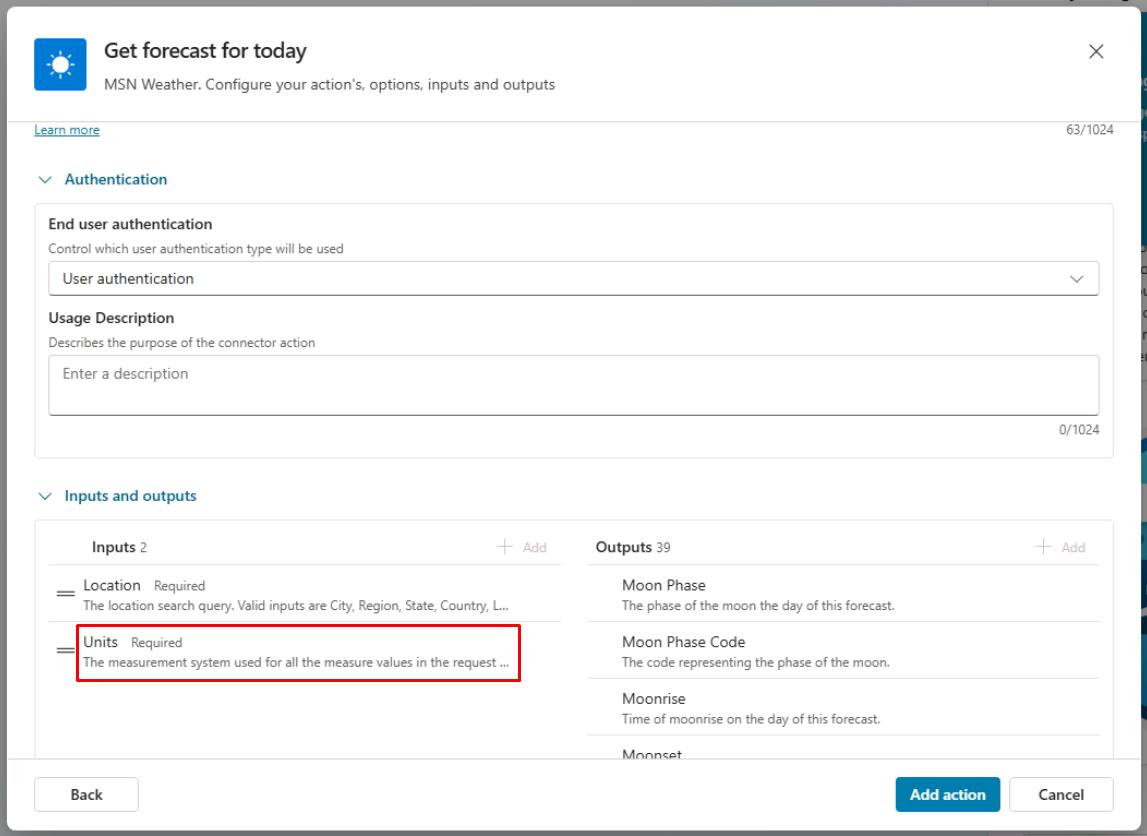 Get forecast for today
MSN Weather. Configure your action's, options, inputs and outputs
Learn more
63/1024
Authentication
End user authentication
Control which user authentication type will be used
User authentication
Usage Description
Describes the purpose of the connector action
Enter a description
0/1024
Inputs and outputs
Inputs 2
Add
Outputs 39
Add
Location Required
The location search query. Valid inputs are City, Region, State, Country, L...
Moon Phase
The phase of the moon the day of this forecast.
Units Required
The measurement system used for all the measure values in the request ...
Moon Phase Code
The code representing the phase of the moon.
Moonrise
Time of moonrise on the day of this forecast.
Moonset
Back
Add action
Cancel